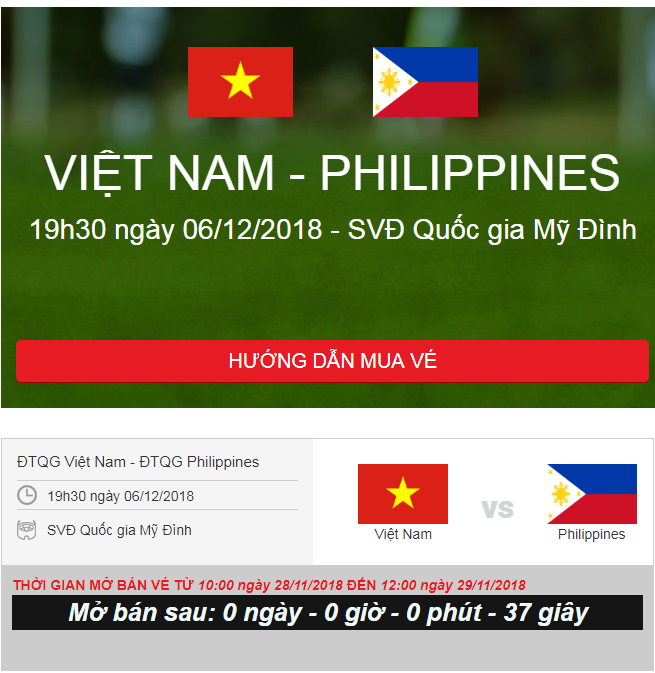 VIỆT NAM - PHILIPPINES
19h30 ngày 06/12/2018 - SVĐ Quốc gia Mỹ Đình
HƯỚNG DẪN MUA VÉ
ĐTQG Việt Nam - ĐTQG Philippines
19h30 ngày 06/12/2018
SVĐ Quốc gia Mỹ Đình
vs
Việt Nam
Philippines
THỜI GIAN MỞ BÁN VÉ TỪ 10:00 ngày 28/11/2018 ĐẾN 12:00 ngày 29/11/2018
Mở bán sau: 0 ngày - 0 giờ - 0 phút - 37 giây